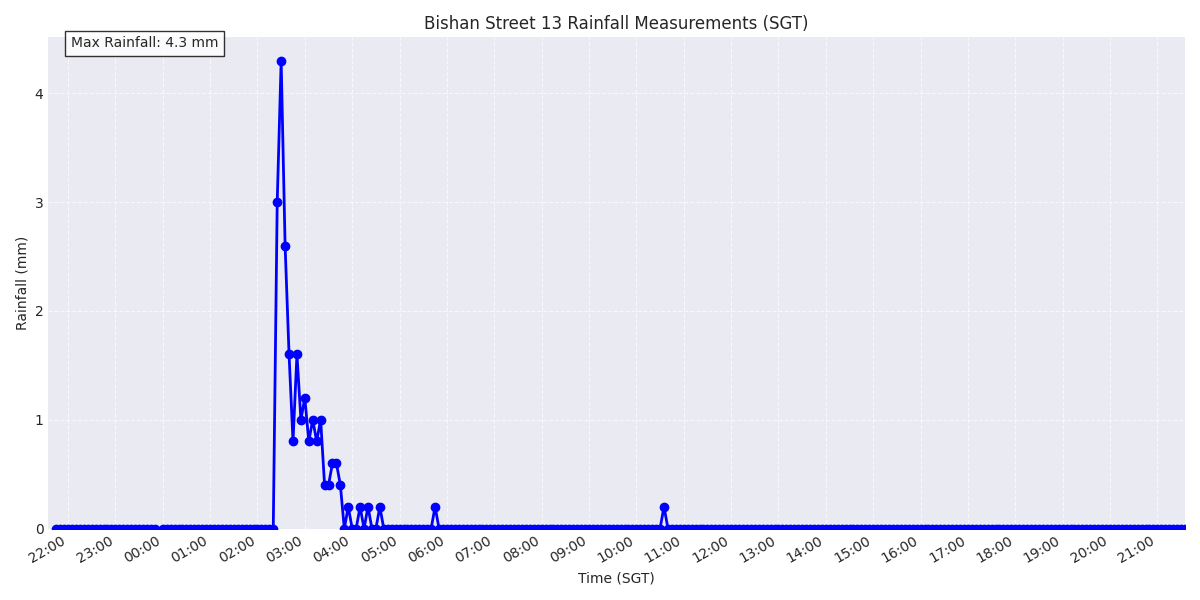 Bishan Street 13 Rainfall Measurements (SGT)
Max Rainfall: 4.3 mm
Rainfall (mm)
4
3
2
1
0
22:00 23:00 00:00 01:00 02:00 03:00 04:00 05:00 06:00 07:00 08:00 09:00 10:00 11:00 12:00 13:00 14:00 15:00 16:00 17:00 18:00 19:00 20:00 21:00
Time (SGT)